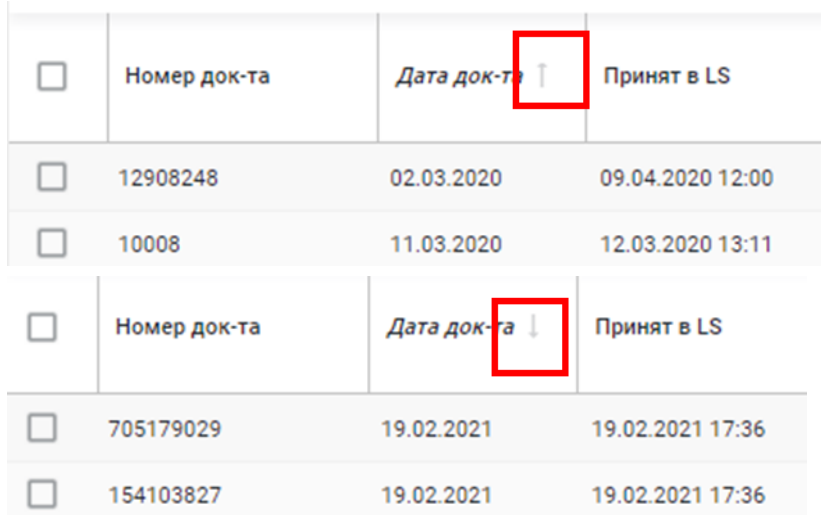 Номер док-та Дата док-та Принят в LS
12908248 02.03.2020 09.04.2020 12:00
10008 11.03.2020 12.03.2020 13:11
Номер док-та Дата док-та Принят в LS
705179029 19.02.2021 19.02.2021 17:36
154103827 19.02.2021 19.02.2021 17:36